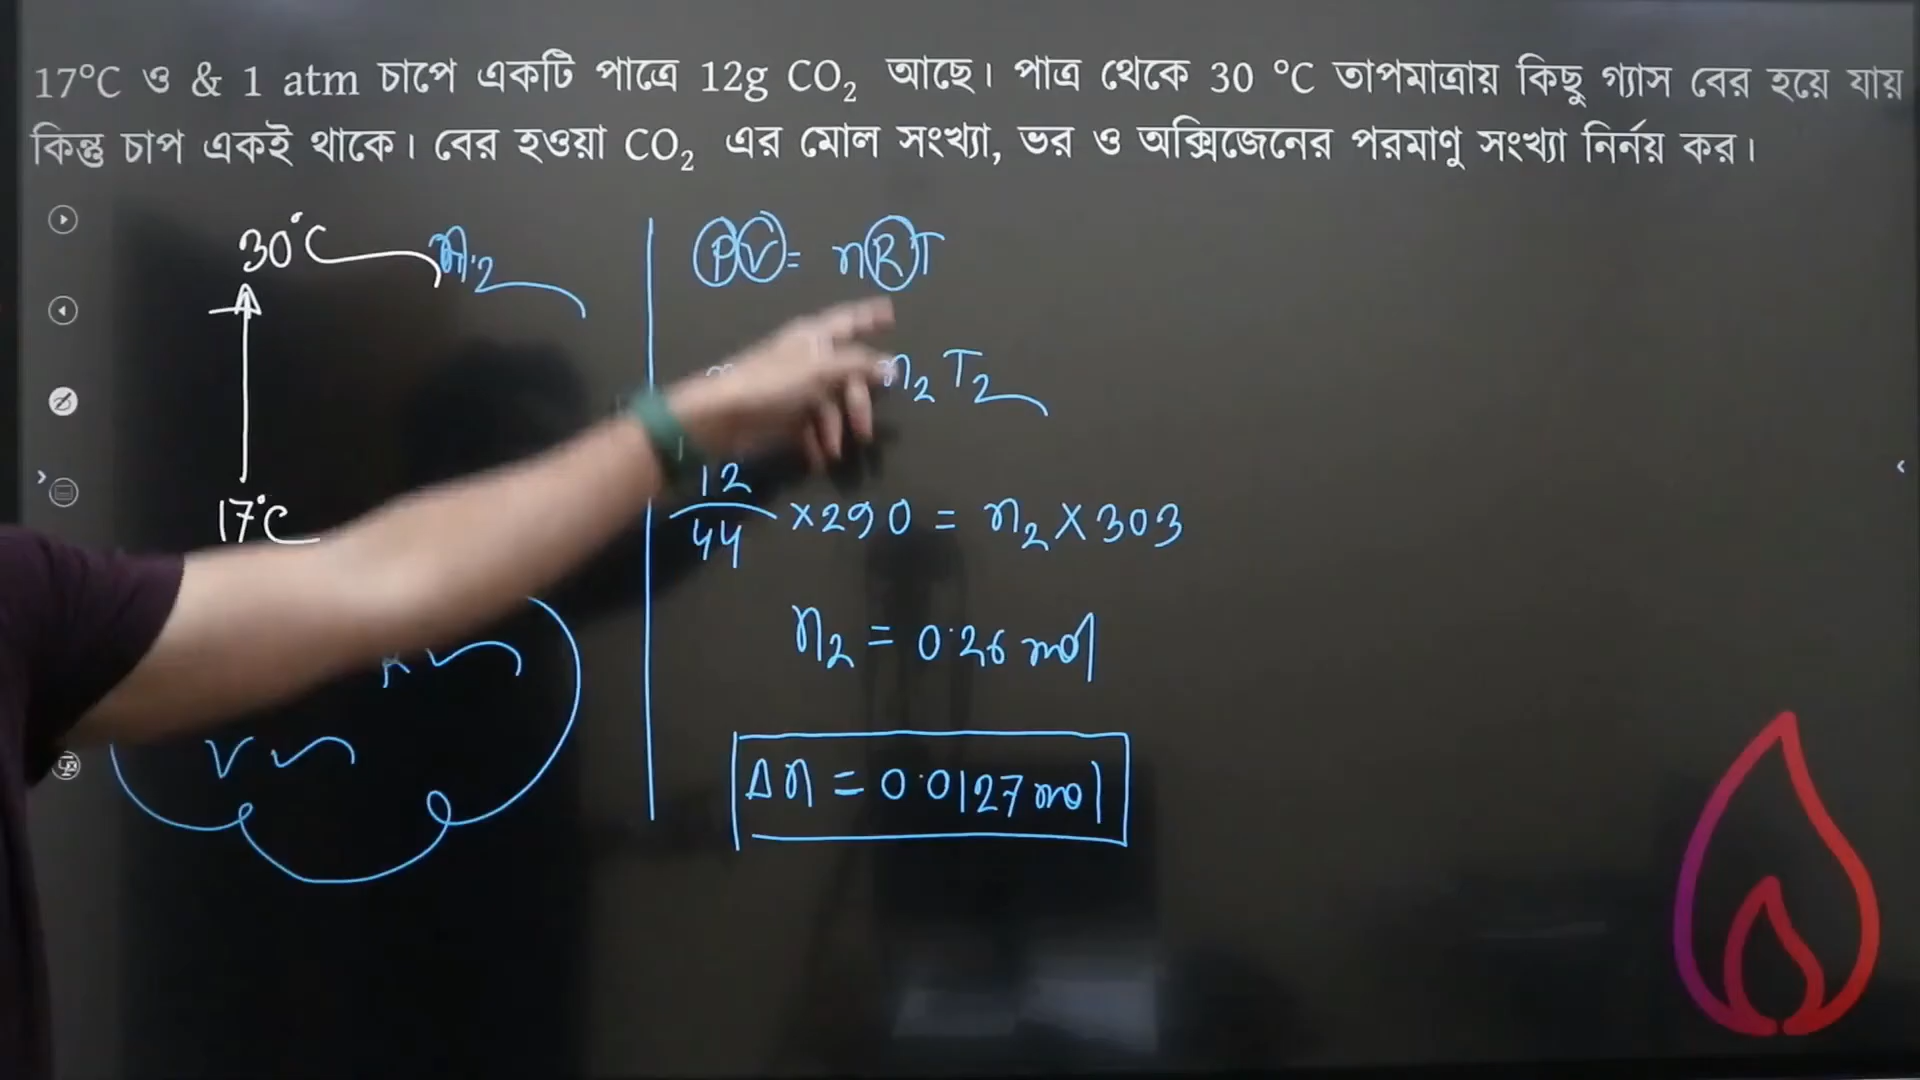 17°C ও & 1 atm চাপে একটি পাত্রে 12g CO₂ আছে। পাত্র থেকে 30 °C তাপমাত্রায় কিছু গ্যাস বের হয়ে যায়
কিন্তু চাপ একই থাকে। বের হওয়া CO₂ এর মোল সংখ্যা, ভর ও অক্সিজেনের পরমাণু সংখ্যা নির্নয় কর।
30°C
n₂
17°C
V
PV = nRT
n₂T₂
12/44 × 290 = n₂ × 303
n₂ = 0.26 mol
Δn = 0.0127 mol